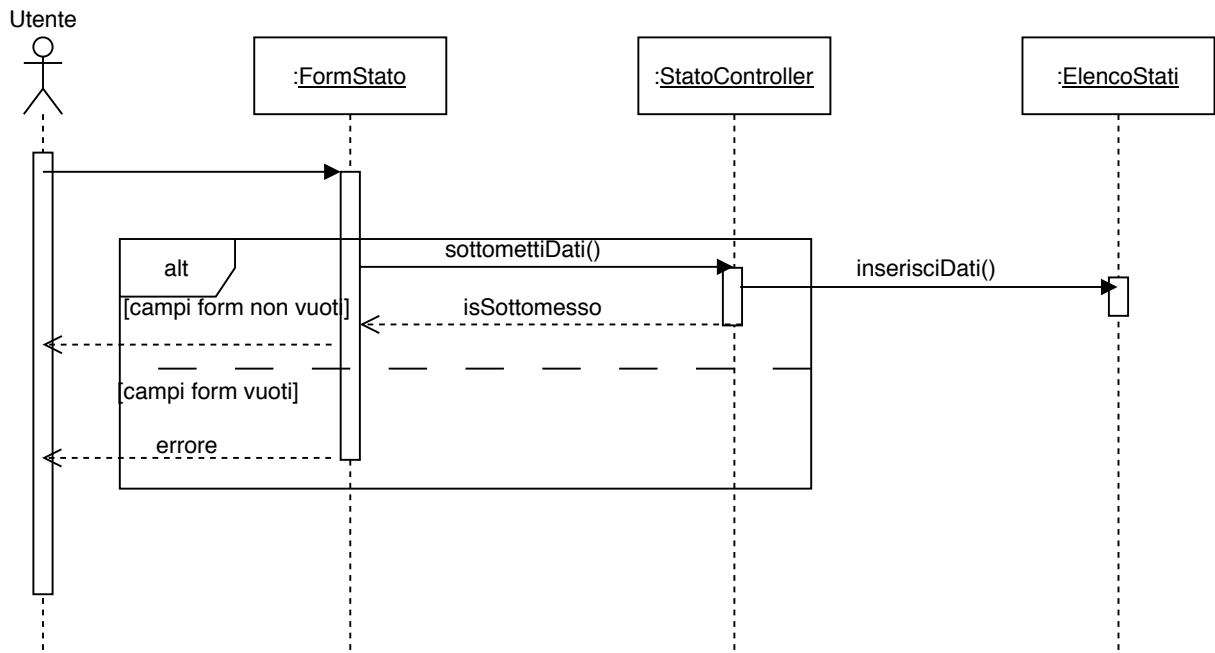 Utente
:FormStato
:StatoController
:ElencoStati
alt
sottomettiDati()
inserisciDati()
[campi form non vuoti]
isSottomesso
[campi form vuoti]
errore